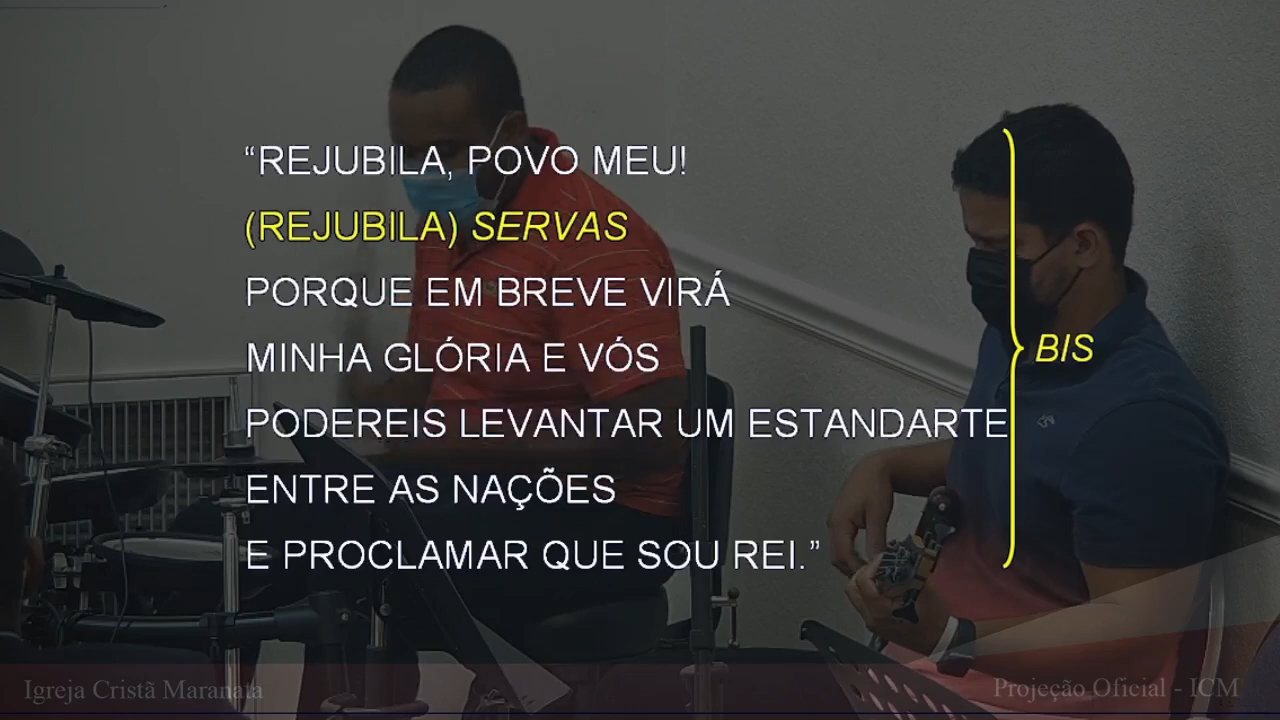 “REJUBILA, POVO MEU!
(REJUBILA) SERVAS
PORQUE EM BREVE VIRÁ
MINHA GLÓRIA E VÓS
PODEREIS LEVANTAR UM ESTANDARTE
ENTRE AS NAÇÕES
E PROCLAMAR QUE SOU REI.”
BIS
Igreja Cristã Maranata
Projeção Oficial - ICM